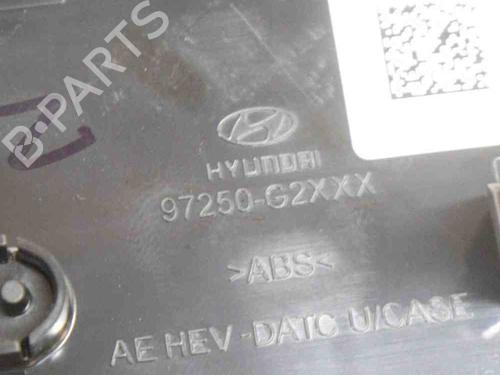 B-PARTS
HYUNDAI
97250-G2XXX
>ABS<
AE HEV-DATC U/CASE